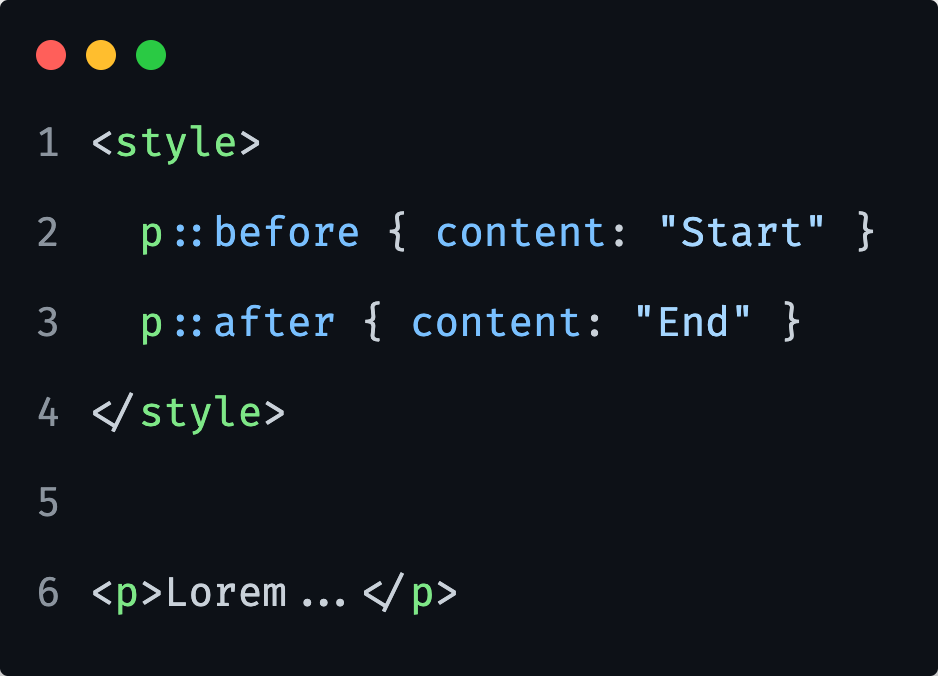 1 <style>
2 p::before { content: "Start" }
3 p::after { content: "End" }
4 </style>
5
6 <p>Lorem...</p>